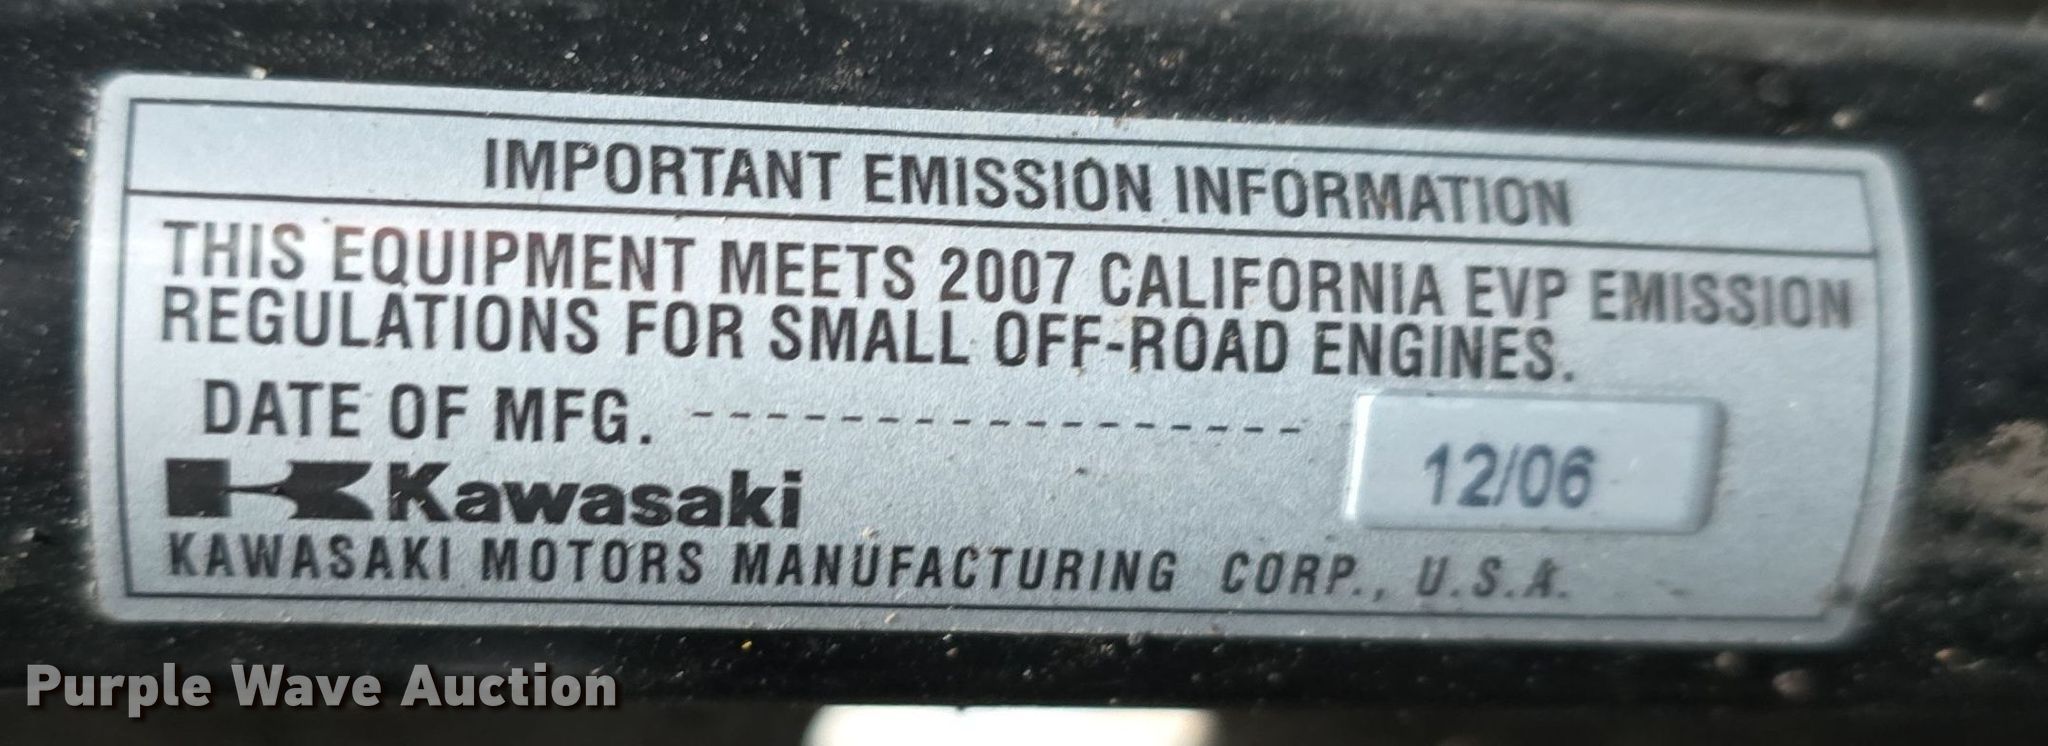 IMPORTANT EMISSION INFORMATION
THIS EQUIPMENT MEETS 2007 CALIFORNIA EVP EMISSION
REGULATIONS FOR SMALL OFF-ROAD ENGINES.
DATE OF MFG. ------------------ 12/06
Kawasaki
KAWASAKI MOTORS MANUFACTURING CORP., U.S.A.
Purple Wave Auction